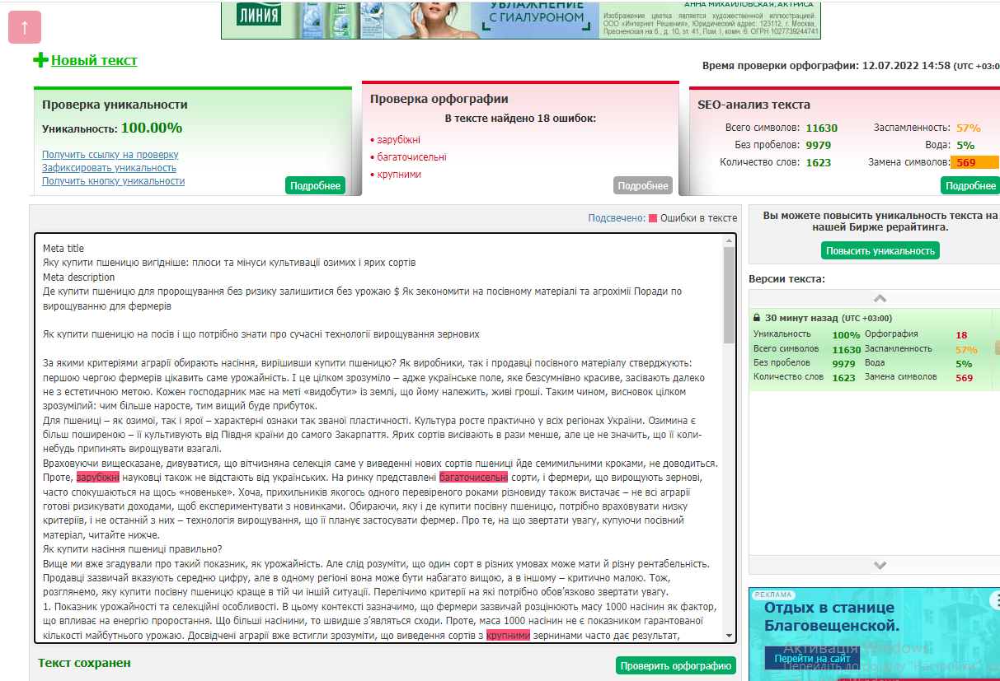 ЛИНИЯ
УВЛАЖНЕНИЕ
С ГИАЛУРОНОМ
АННА МИХАЙЛОВСКАЯ, АКТРИСА
Изображение цветка является художественной иллюстрацией.
ООО «Интернет Решения», Юридический адрес: 123112, г. Москва,
Пресненская на б., д. 10, эт. 41, Пом. I, комн. 6. ОГРН 1027739244741
↑
Новый текст
Время проверки орфографии: 12.07.2022 14:58 (UTC +03:0
Проверка уникальности
Уникальность: 100.00%
Получить ссылку на проверку
Зафиксировать уникальность
Получить кнопку уникальности
Подробнее
Проверка орфографии
В тексте найдено 18 ошибок:
• зарубіжні
• багаточисельні
• крупними
Подробнее
SEO-анализ текста
Всего символов: 11630 Заспамленность: 57%
Без пробелов: 9979 Вода: 5%
Количество слов: 1623 Замена символов: 569
Подробнее
Подсвечено: Ошибки в тексте
Meta title
Яку купити пшеницю вигідніше: плюси та мінуси культивації озимих і ярих сортів
Meta description
Де купити пшеницю для пророщування без ризику залишитися без урожаю $ Як зекономити на посівному матеріалі та агрохімії Поради по
вирощуванню для фермерів
Як купити пшеницю на посів і що потрібно знати про сучасні технології вирощування зернових
За якими критеріями аграрії обирають насіння, вирішивши купити пшеницю? Як виробники, так і продавці посівного матеріалу стверджують:
першою чергою фермерів цікавить саме урожайність. І це цілком зрозуміло – адже українське поле, яке безсумнівно красиве, засівають далеко
не з естетичною метою. Кожен господарник має на меті «видобути» із землі, що йому належить, живі гроші. Таким чином, висновок цілком
зрозумілий: чим більше наросте, тим вищий буде прибуток.
Для пшениці – як озимої, так і ярої – характерні ознаки так званої пластичності. Культура росте практично у всіх регіонах України. Озимина є
більш поширеною – її культивують від Півдня країни до самого Закарпаття. Ярих сортів висівають в рази менше, але це не значить, що її коли-
небудь припинять вирощувати взагалі.
Враховуючи вищесказане, дивуватися, що вітчизняна селекція саме у виведенні нових сортів пшениці йде семимильними кроками, не доводиться.
Проте, зарубіжні науковці також не відстають від українських. На ринку представлені багаточисельні сорти, і фермери, що вирощують зернові,
часто спокушаються на щось «новеньке». Хоча, прихильників якогось одного перевіреного роками різновиду також вистачає – не всі аграрії
готові ризикувати доходами, щоб експериментувати з новинками. Обираючи, яку і де купити посівну пшеницю, потрібно враховувати низку
критеріїв, і не останній з них – технологія вирощування, що її планує застосувати фермер. Про те, на що звертати увагу, купуючи посівний
матеріал, читайте нижче.
Як купити насіння пшениці правильно?
Вище ми вже згадували про такий показник, як урожайність. Але слід розуміти, що один сорт в різних умовах може мати й різну рентабельність.
Продавці зазвичай вказують середню цифру, але в одному регіоні вона може бути набагато вищою, а в іншому – критично малою. Тож,
розглянемо, яку купити посівну пшеницю краще в тій чи іншій ситуації. Перелічимо критерії на які потрібно обов’язково звертати увагу.
1. Показник урожайності та селекційні особливості. В цьому контексті зазначимо, що фермери зазвичай розцінюють масу 1000 насінин як фактор,
що впливає на енергію проростання. Що більші насінини, то швидше з’являться сходи. Проте, маса 1000 насінин не є показником гарантованої
кількості майбутнього урожаю. Досвідчені аграрії вже встигли зрозуміти, що виведення сортів з крупними зернинами часто дає результат,
Текст сохранен
Проверить орфографию
Вы можете повысить уникальность текста на
нашей Бирже рерайтинга.
Повысить уникальность
Версии текста:
30 минут назад (UTC +03:00)
Уникальность 100% Орфография 18
Всего символов 11630 Заспамленность 57%
Без пробелов 9979 Вода 5%
Количество слов 1623 Замена символов 569
РЕКЛАМА
Отдых в станице
Благовещенской.
Перейти на сайт
Активація Windows
Перейдіть до розділу "Настройки"